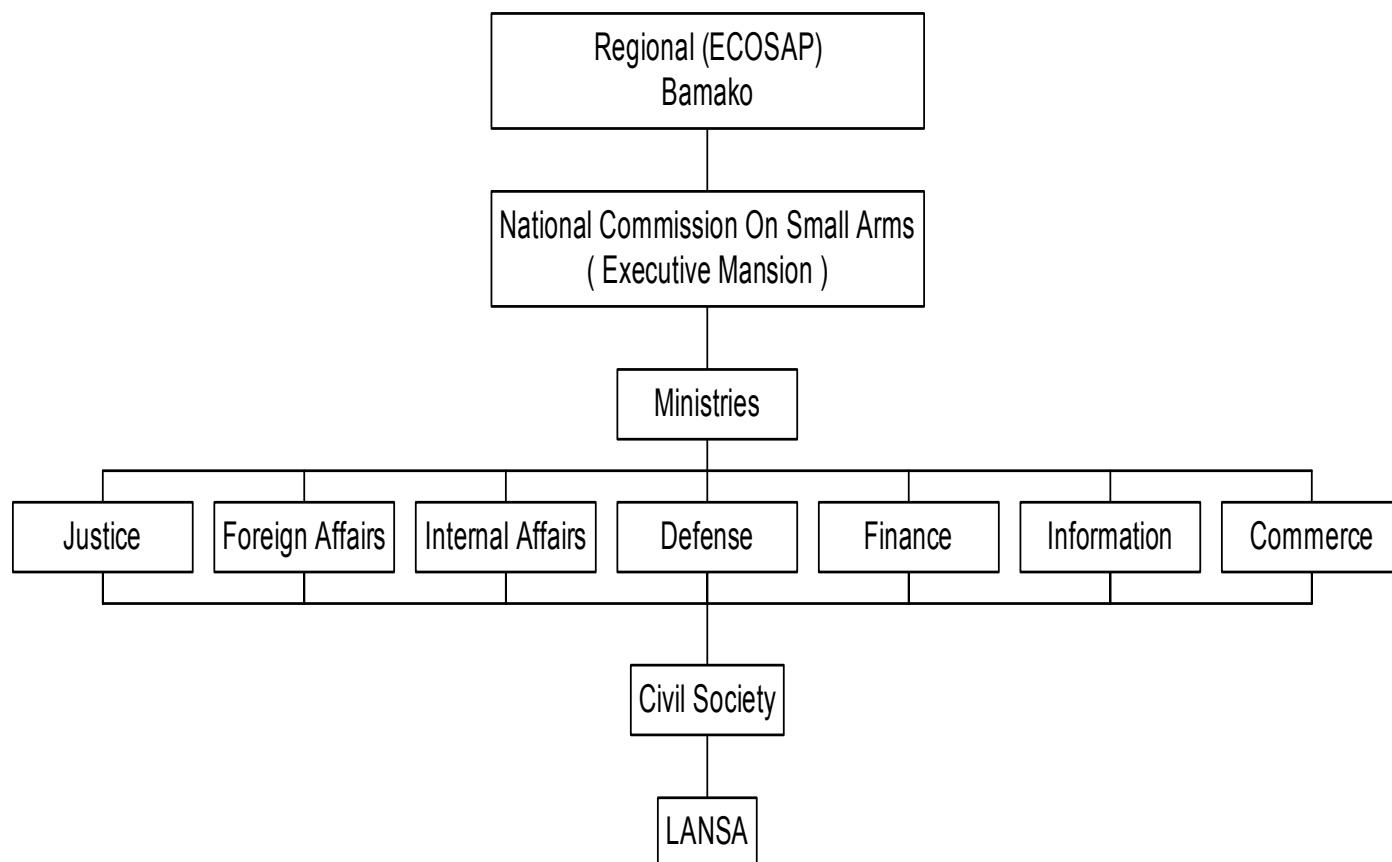 Regional (ECOSAP)
Bamako
National Commission On Small Arms
( Executive Mansion )
Ministries
Justice
Foreign Affairs
Internal Affairs
Defense
Finance
Information
Commerce
Civil Society
LANSA